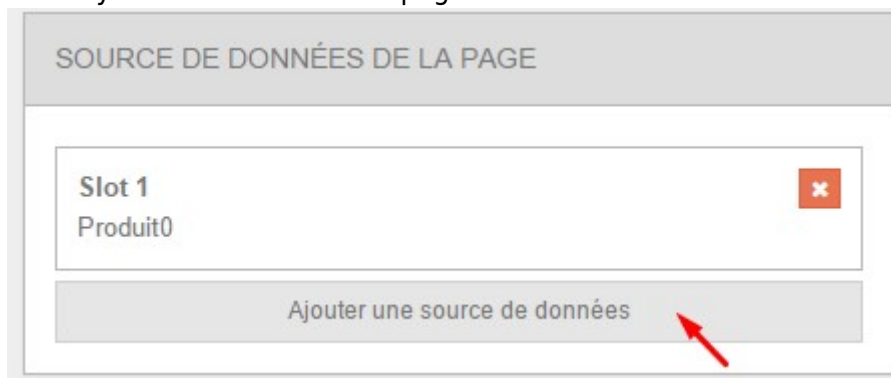 SOURCE DE DONNÉES DE LA PAGE
Slot 1
Produit0
Ajouter une source de données